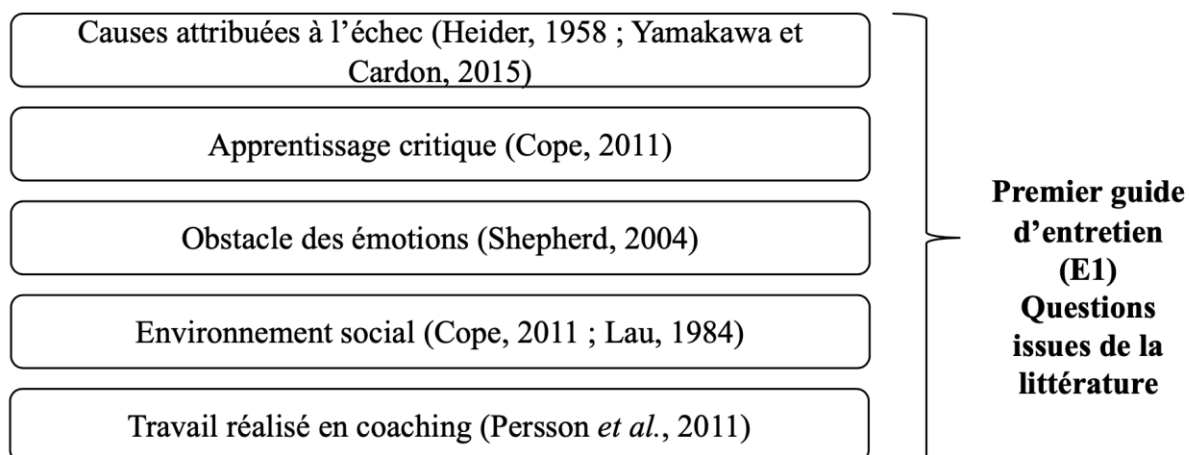 Causes attribuées à l’échec (Heider, 1958 ; Yamakawa et
Cardon, 2015)
Apprentissage critique (Cope, 2011)
Obstacle des émotions (Shepherd, 2004)
Environnement social (Cope, 2011 ; Lau, 1984)
Travail réalisé en coaching (Persson et al., 2011)
Premier guide
d’entretien
(E1)
Questions
issues de la
littérature